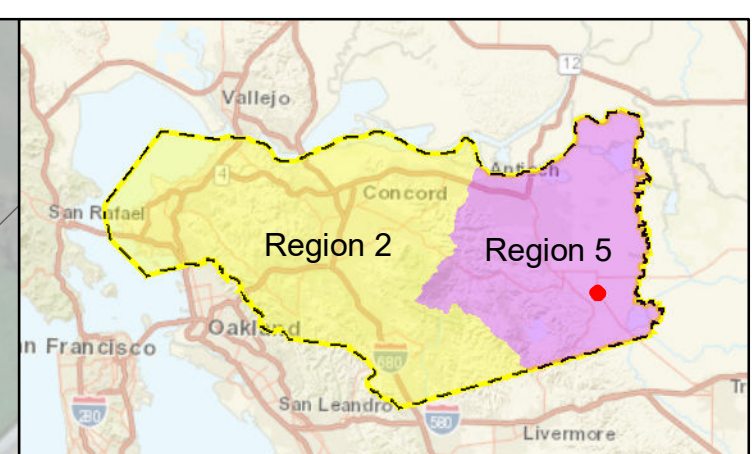 12
Vallejo
4
Antioch
Concord
San Rafael
Region 2
Region 5
Oakland
n Francisco
680
Tr
San Leandro
280
580
Livermore